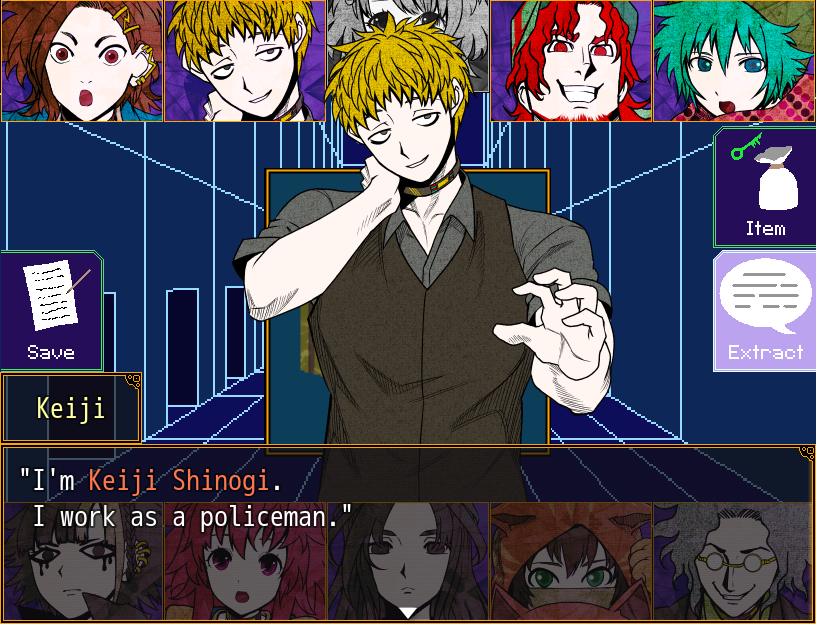 Item
Save
Extract
Keiji
"I'm Keiji Shinogi.
I work as a policeman."